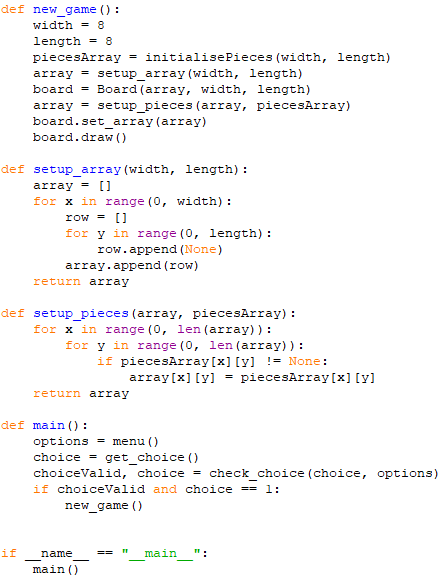 def new_game():
    width = 8
    length = 8
    piecesArray = initialisePieces(width, length)
    array = setup_array(width, length)
    board = Board(array, width, length)
    array = setup_pieces(array, piecesArray)
    board.set_array(array)
    board.draw()

def setup_array(width, length):
    array = []
    for x in range(0, width):
        row = []
        for y in range(0, length):
            row.append(None)
        array.append(row)
    return array

def setup_pieces(array, piecesArray):
    for x in range(0, len(array)):
        for y in range(0, len(array)):
            if piecesArray[x][y] != None:
                array[x][y] = piecesArray[x][y]
    return array

def main():
    options = menu()
    choice = get_choice()
    choiceValid, choice = check_choice(choice, options)
    if choiceValid and choice == 1:
        new_game()


if __name__ == "__main__":
    main()